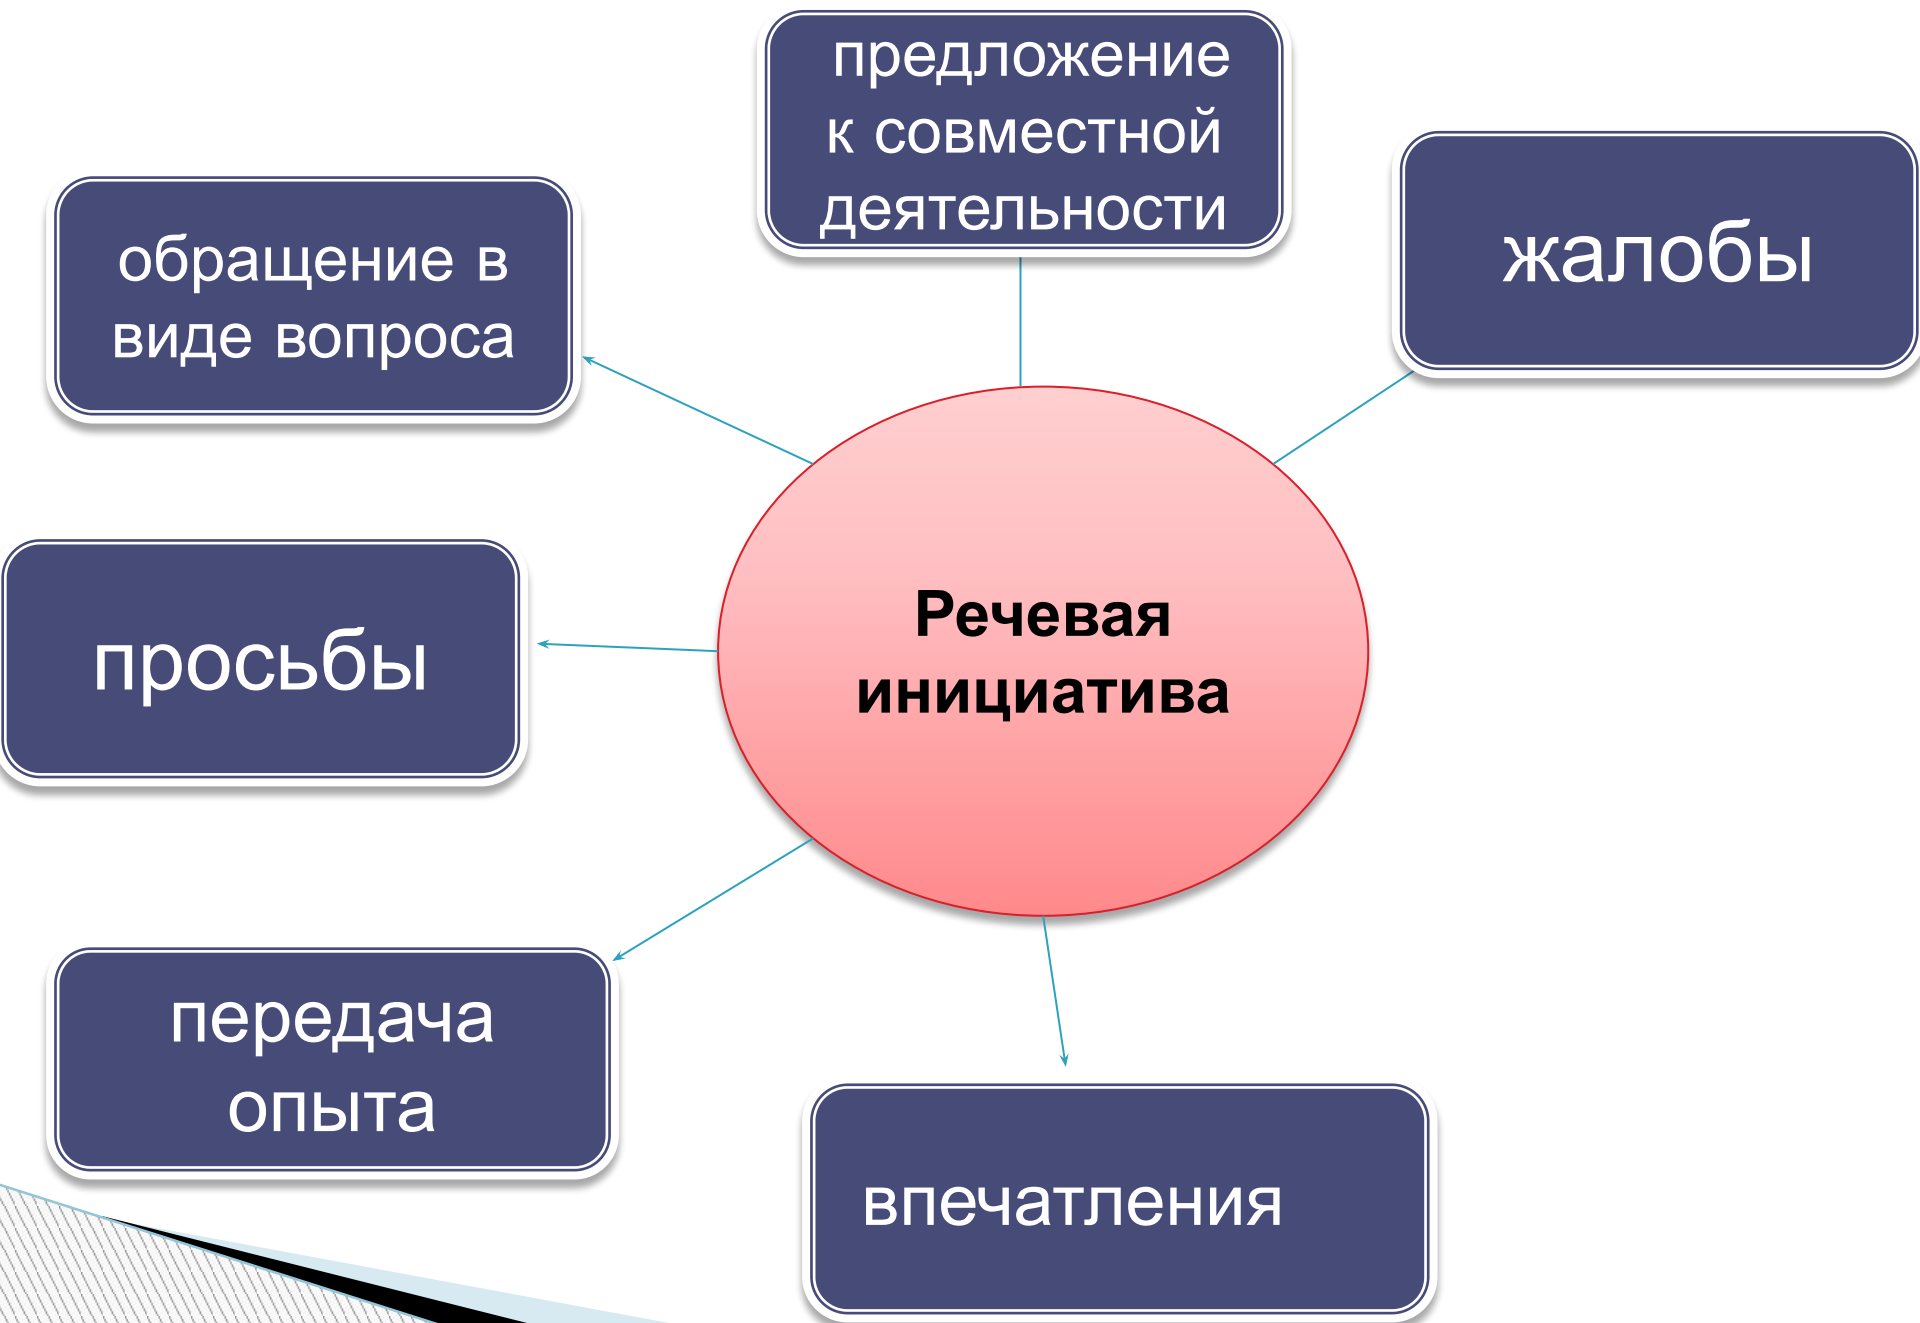 предложение
к совместной
деятельности
жалобы
обращение в
виде вопроса
просьбы
Речевая
инициатива
передача
опыта
впечатления